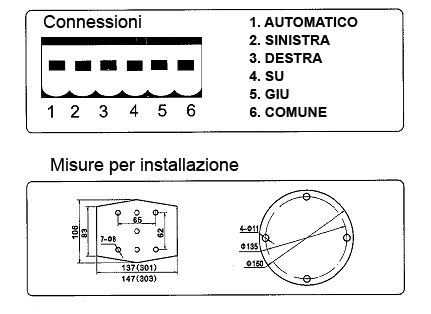 Connessioni
1 2 3 4 5 6
1. AUTOMATICO
2. SINISTRA
3. DESTRA
4. SU
5. GIU
6. COMUNE
Misure per installazione
106
83
65
62
7-Φ8
137(301)
147(303)
4-Φ11
Φ135
Φ160